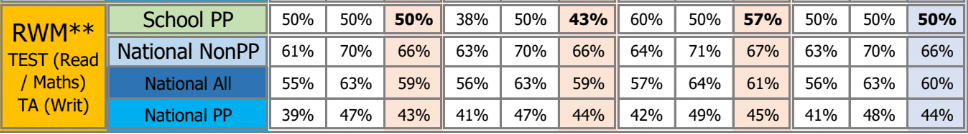 RWM**
TEST (Read
/ Maths)
TA (Writ)
School PP 50% 50% 50% 38% 50% 43% 60% 50% 57% 50% 50% 50%
National NonPP 61% 70% 66% 63% 70% 66% 64% 71% 67% 63% 70% 66%
National All 55% 63% 59% 56% 63% 59% 57% 64% 61% 56% 63% 60%
National PP 39% 47% 43% 41% 47% 44% 42% 49% 45% 41% 48% 44%